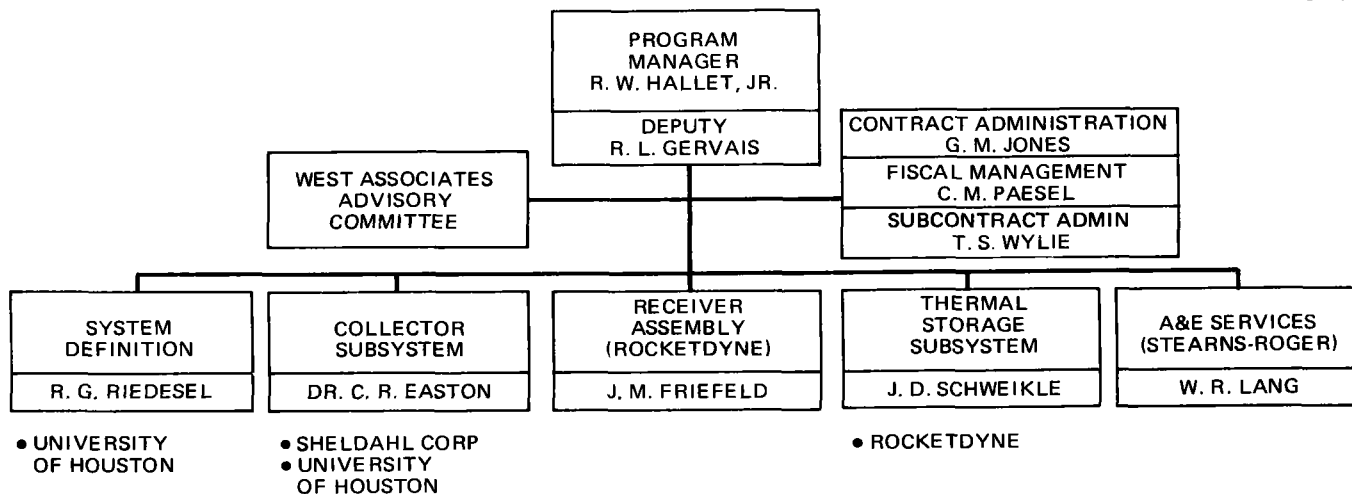 PROGRAM
MANAGER
R. W. HALLET, JR.
DEPUTY
R. L. GERVAIS
WEST ASSOCIATES
ADVISORY
COMMITTEE
CONTRACT ADMINISTRATION
G. M. JONES
FISCAL MANAGEMENT
C. M. PAESEL
SUBCONTRACT ADMIN
T. S. WYLIE
SYSTEM
DEFINITION
R. G. RIEDESEL
• UNIVERSITY
OF HOUSTON
COLLECTOR
SUBSYSTEM
DR. C. R. EASTON
• SHELDAHL CORP
• UNIVERSITY
OF HOUSTON
RECEIVER
ASSEMBLY
(ROCKETDYNE)
J. M. FRIEFELD
THERMAL
STORAGE
SUBSYSTEM
J. D. SCHWEIKLE
• ROCKETDYNE
A&E SERVICES
(STEARNS-ROGER)
W. R. LANG